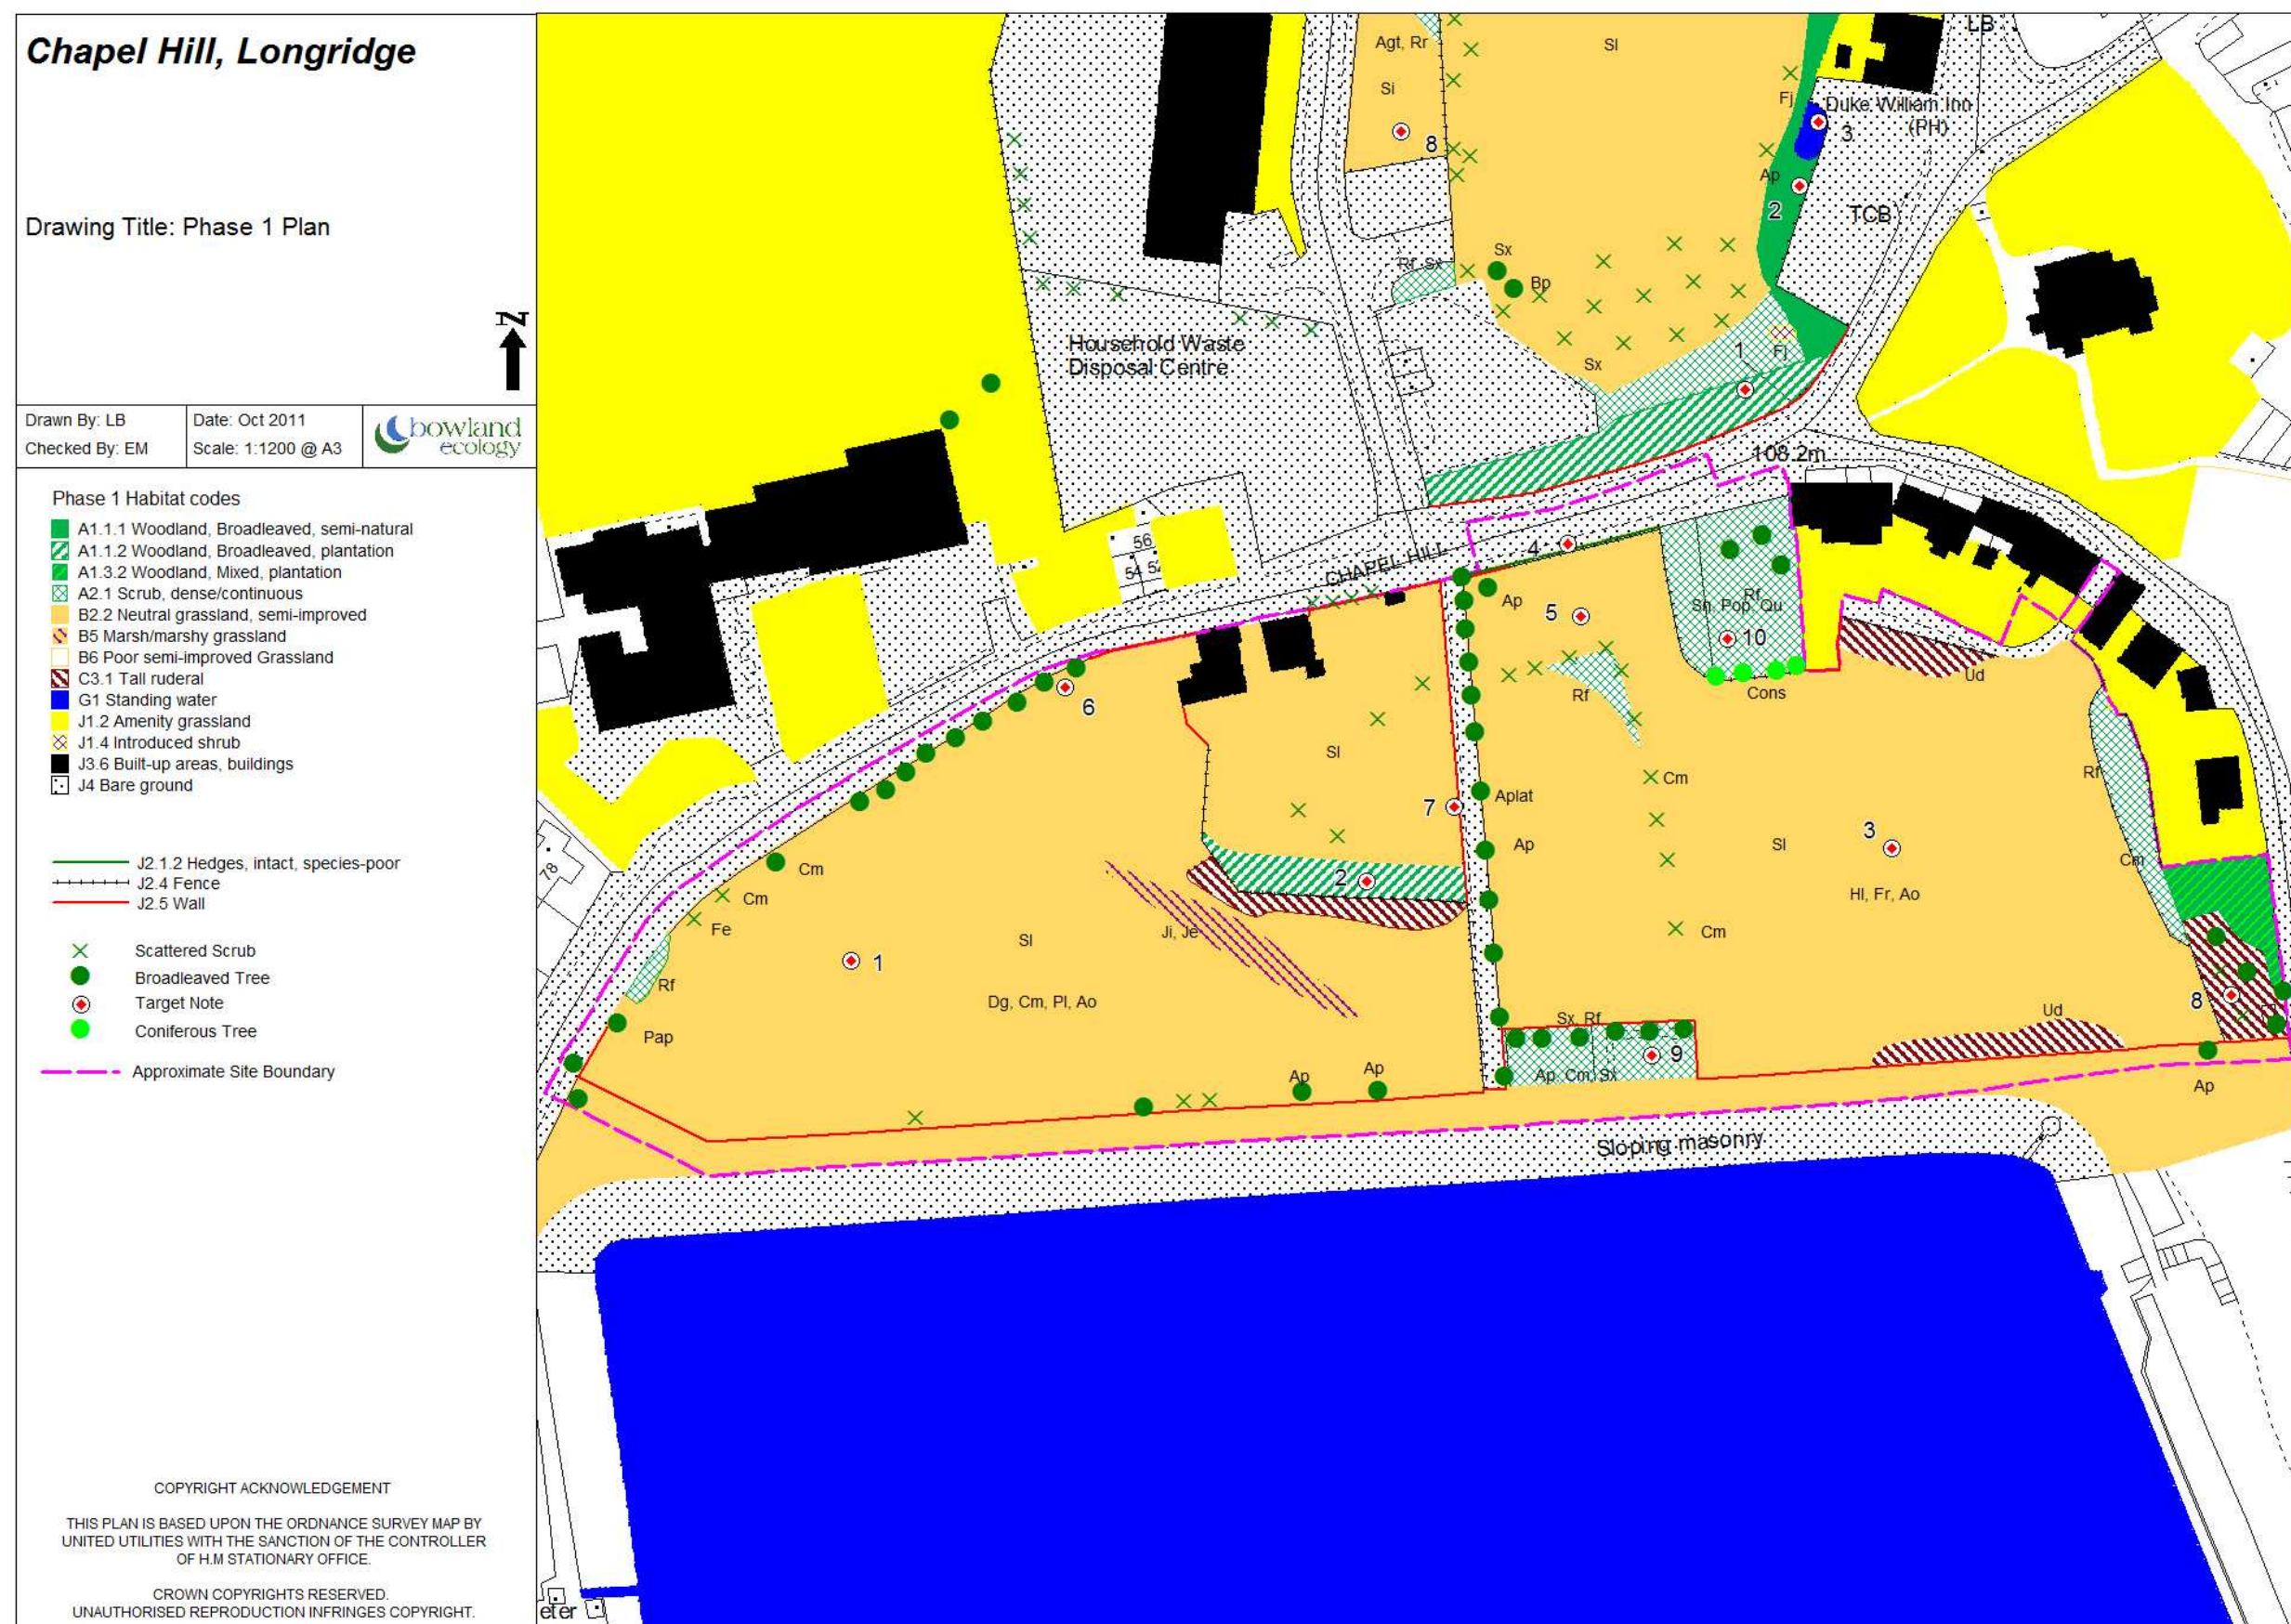 Chapel Hill, Longridge
Drawing Title: Phase 1 Plan
N
Drawn By: LB
Checked By: EM
Date: Oct 2011
Scale: 1:1200 @ A3
bowland
ecology
Phase 1 Habitat codes
A1.1.1 Woodland, Broadleaved, semi-natural
A1.1.2 Woodland, Broadleaved, plantation
A1.3.2 Woodland, Mixed, plantation
A2.1 Scrub, dense/continuous
B2.2 Neutral grassland, semi-improved
B5 Marsh/marshy grassland
B6 Poor semi-improved Grassland
C3.1 Tall ruderal
G1 Standing water
J1.2 Amenity grassland
J1.4 Introduced shrub
J3.6 Built-up areas, buildings
J4 Bare ground
J2.1.2 Hedges, intact, species-poor
J2.4 Fence
J2.5 Wall
Scattered Scrub
Broadleaved Tree
Target Note
Coniferous Tree
Approximate Site Boundary
COPYRIGHT ACKNOWLEDGEMENT
THIS PLAN IS BASED UPON THE ORDNANCE SURVEY MAP BY
UNITED UTILITIES WITH THE SANCTION OF THE CONTROLLER
OF H.M STATIONARY OFFICE.
CROWN COPYRIGHTS RESERVED.
UNAUTHORISED REPRODUCTION INFRINGES COPYRIGHT.
LB
Agt, Rr
Sl
Si
8
Fj
Duke William Inn
(PH)
3
Ap
2
TCB
Rf, Sx
Sx
Bp
Household Waste
Disposal Centre
1
Fj
Sx
108.2m
56
54 52
CHAPEL HILL
4
Ap
5
Rf
Sn, Pop, Qu
10
Cons
Rf
Ud
6
Sl
Cm
Rf
7
Aplat
Ap
Sl
3
Cm
Hl, Fr, Ao
78
Cm
Cm
Fe
2
Ji, Je
Sl
1
Cm
Rf
Dg, Cm, Pl, Ao
Pap
8
Ud
Sx, Rf
9
Ap, Cm, Sx
Ap
Ap
Ap
Sloping masonry
eter